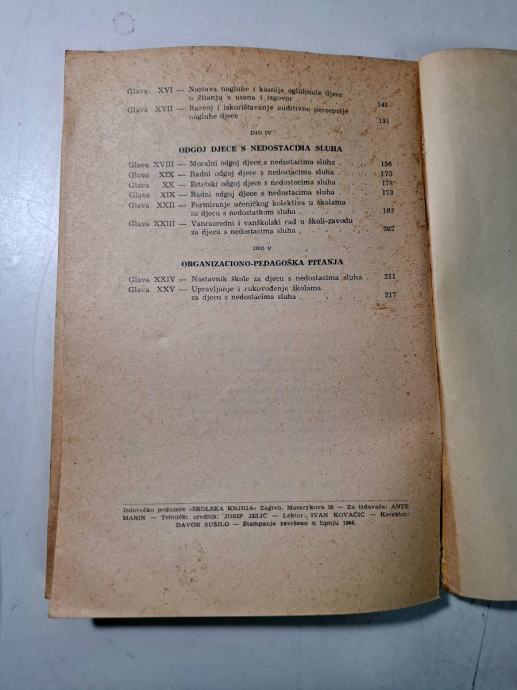 Glava XVI — Nastava nagluhe i kasnije ogluhnule djece
u čitanju s usana i izgovor . . . . . 148
Glava XVII — Razvoj i iskorištavanje auditivne percepcije
nagluhe djece . . . . . 151
DIO IV
ODGOJ DJECE S NEDOSTACIMA SLUHA
Glava XVIII — Moralni odgoj djece s nedostacima sluha . . . 156
Glava XIX — Radni odgoj djece s nedostacima sluha . . . 173
Glava XX — Estetski odgoj djece s nedostacima sluha . . . 178
Glava XIX — Radni odgoj djece s nedostacima sluha . . . 173
Glava XXII — Formiranje učeničkog kolektiva u školama
za djecu s nedostatkom sluha . . . . . 192
Glava XXIII — Vanrazredni i vanškolski rad u školi-zavodu
za djecu s nedostacima sluha . . . . . 202
DIO V
ORGANIZACIONO-PEDAGOŠKA PITANJA
Glava XXIV — Nastavnik škole za djecu s nedostacima sluha . 211
Glava XXV — Upravljanje i rukovođenje školama
za djecu s nedostacima sluha . . . . . 217
Izdavačko poduzeće »ŠKOLSKA KNJIGA« Zagreb, Masarykova 28 — Za izdavača: ANTE
MARIN — Tehnički urednik: JOSIP JELIĆ — Lektor: IVAN KOVAČIĆ — Korektor:
DAVOR SUŠILO — Štampanje završeno u lipnju 1966.